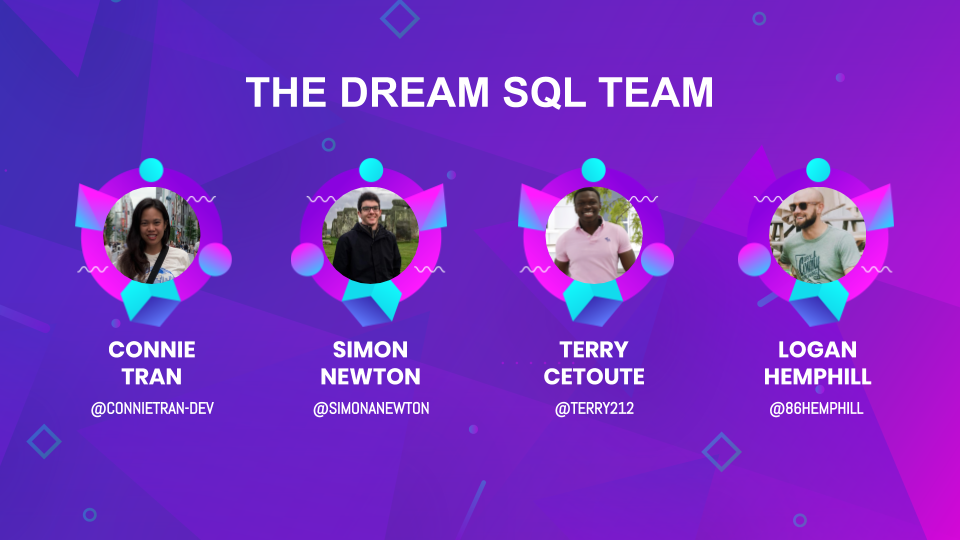 THE DREAM SQL TEAM
CONNIE
TRAN
@CONNIETRAN-DEV
SIMON
NEWTON
@SIMONANEWTON
TERRY
CETOUTE
@TERRY212
LOGAN
HEMPHILL
@86HEMPHILL